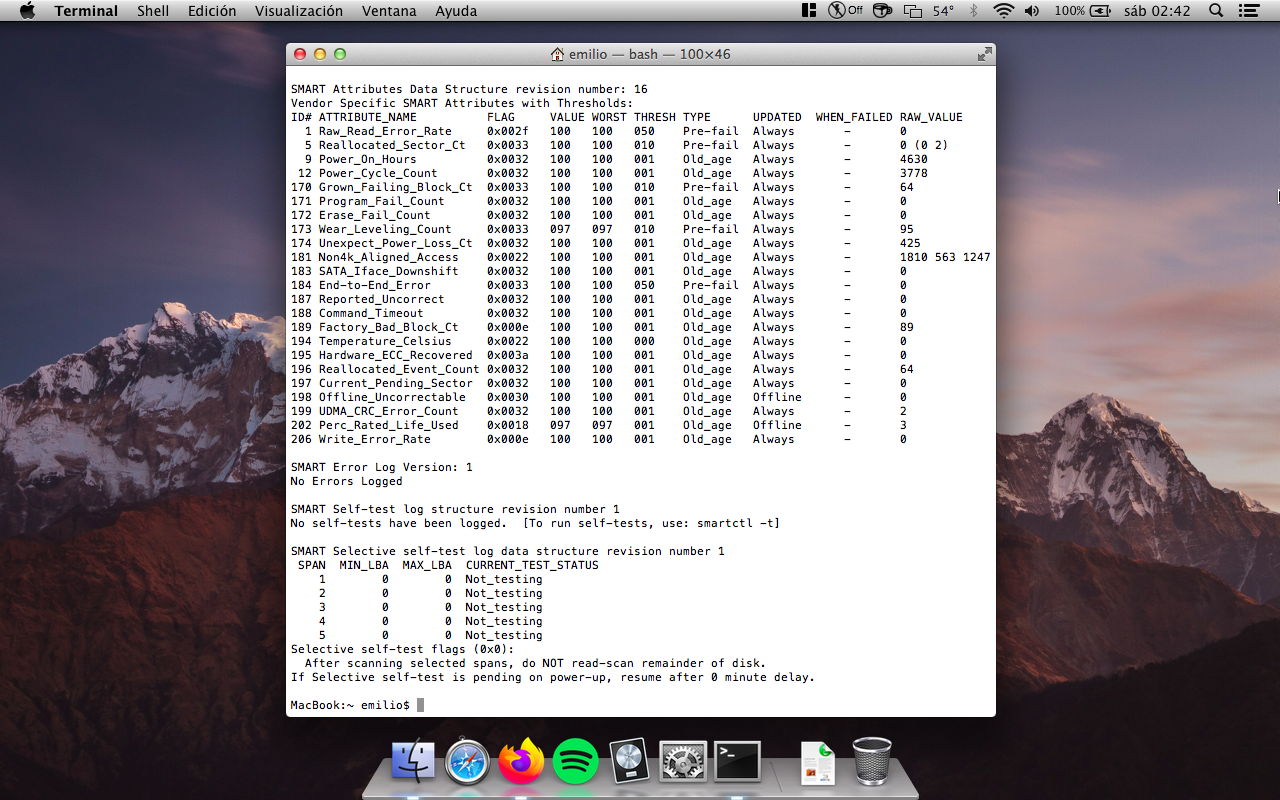 Terminal Shell Edición Visualización Ventana Ayuda Off 54° 100% sáb 02:42
emilio — bash — 100×46
SMART Attributes Data Structure revision number: 16
Vendor Specific SMART Attributes with Thresholds:
ID# ATTRIBUTE_NAME FLAG VALUE WORST THRESH TYPE UPDATED WHEN_FAILED RAW_VALUE
1 Raw_Read_Error_Rate 0x002f 100 100 050 Pre-fail Always - 0
5 Reallocated_Sector_Ct 0x0033 100 100 010 Pre-fail Always - 0 (0 2)
9 Power_On_Hours 0x0032 100 100 001 Old_age Always - 4630
12 Power_Cycle_Count 0x0032 100 100 001 Old_age Always - 3778
170 Grown_Failing_Block_Ct 0x0033 100 100 010 Pre-fail Always - 64
171 Program_Fail_Count 0x0032 100 100 001 Old_age Always - 0
172 Erase_Fail_Count 0x0032 100 100 001 Old_age Always - 0
173 Wear_Leveling_Count 0x0033 097 097 010 Pre-fail Always - 95
174 Unexpect_Power_Loss_Ct 0x0032 100 100 001 Old_age Always - 425
181 Non4k_Aligned_Access 0x0022 100 100 001 Old_age Always - 1810 563 1247
183 SATA_Iface_Downshift 0x0032 100 100 001 Old_age Always - 0
184 End-to-End_Error 0x0033 100 100 050 Pre-fail Always - 0
187 Reported_Uncorrect 0x0032 100 100 001 Old_age Always - 0
188 Command_Timeout 0x0032 100 100 001 Old_age Always - 0
189 Factory_Bad_Block_Ct 0x000e 100 100 001 Old_age Always - 89
194 Temperature_Celsius 0x0022 100 100 000 Old_age Always - 0
195 Hardware_ECC_Recovered 0x003a 100 100 001 Old_age Always - 0
196 Reallocated_Event_Count 0x0032 100 100 001 Old_age Always - 64
197 Current_Pending_Sector 0x0032 100 100 001 Old_age Always - 0
198 Offline_Uncorrectable 0x0030 100 100 001 Old_age Offline - 0
199 UDMA_CRC_Error_Count 0x0032 100 100 001 Old_age Always - 2
202 Perc_Rated_Life_Used 0x0018 097 097 001 Old_age Offline - 3
206 Write_Error_Rate 0x000e 100 100 001 Old_age Always - 0
SMART Error Log Version: 1
No Errors Logged
SMART Self-test log structure revision number 1
No self-tests have been logged. [To run self-tests, use: smartctl -t]
SMART Selective self-test log data structure revision number 1
SPAN MIN_LBA MAX_LBA CURRENT_TEST_STATUS
1 0 0 Not_testing
2 0 0 Not_testing
3 0 0 Not_testing
4 0 0 Not_testing
5 0 0 Not_testing
Selective self-test flags (0x0):
After scanning selected spans, do NOT read-scan remainder of disk.
If Selective self-test is pending on power-up, resume after 0 minute delay.
MacBook:~ emilio$
>_